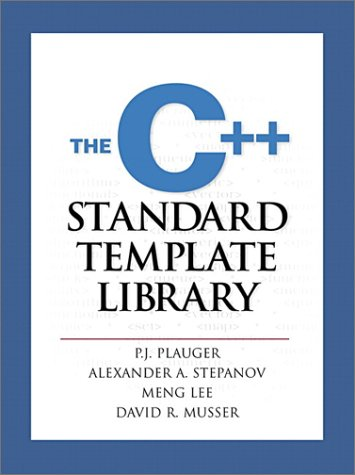 THE C++
STANDARD
TEMPLATE
LIBRARY
P.J. PLAUGER
ALEXANDER A. STEPANOV
MENG LEE
DAVID R. MUSSER